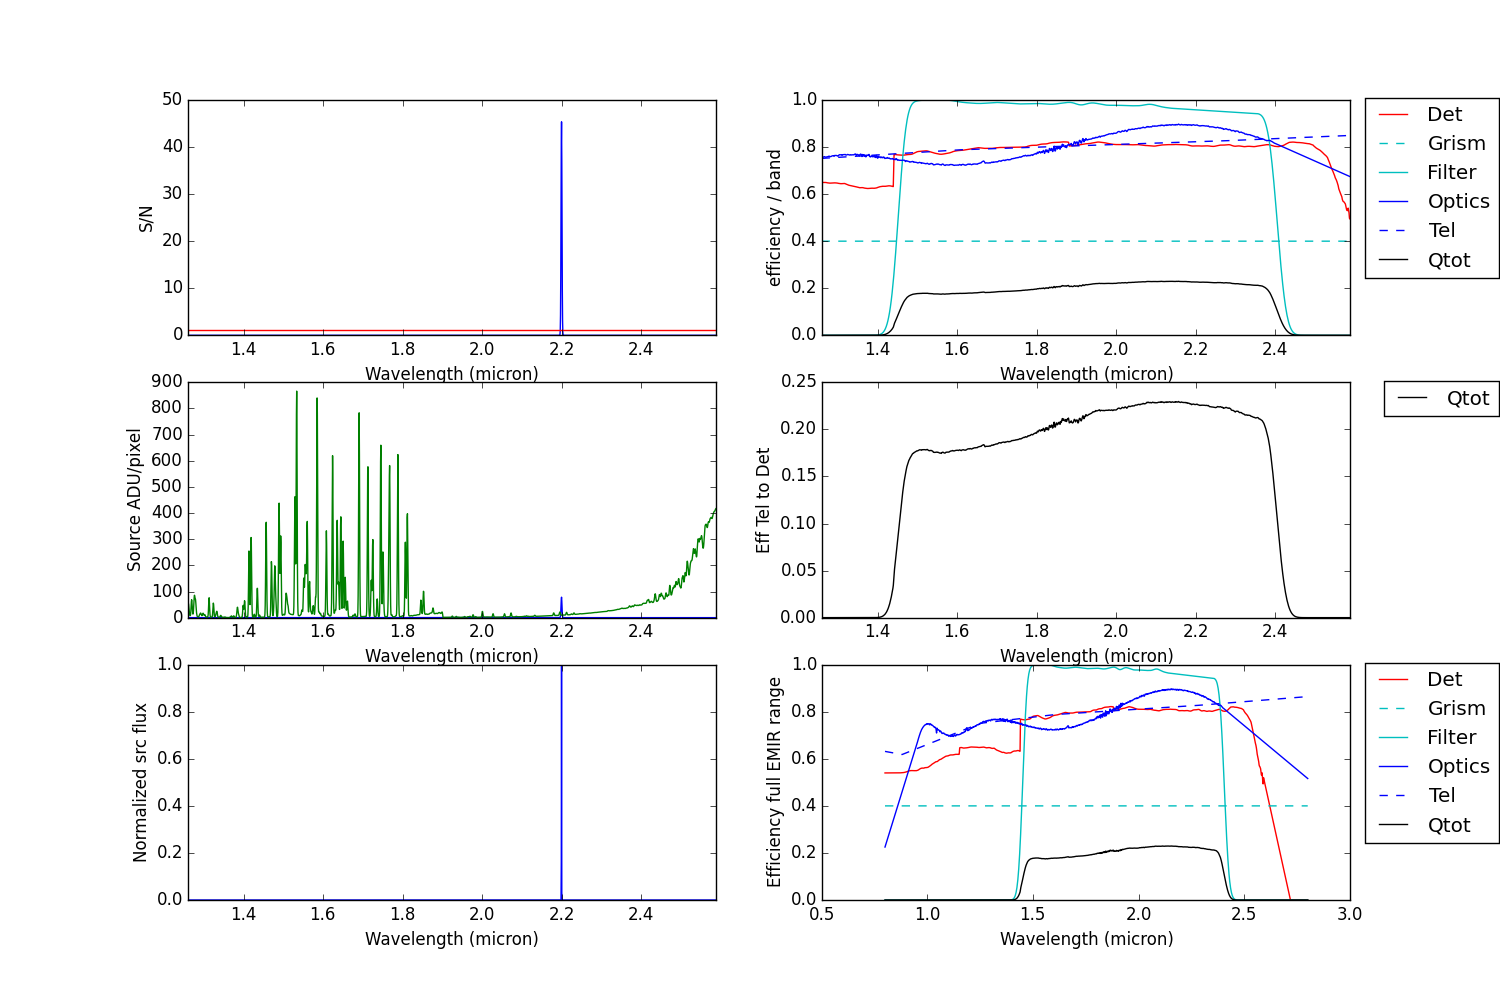 S/N
50
40
30
20
10
0
1.4 1.6 1.8 2.0 2.2 2.4
Wavelength (micron)
efficiency / band
1.0
0.8
0.6
0.4
0.2
0.0
1.4 1.6 1.8 2.0 2.2 2.4
Wavelength (micron)
Det
Grism
Filter
Optics
Tel
Qtot
Source ADU/pixel
900
800
700
600
500
400
300
200
100
0
1.4 1.6 1.8 2.0 2.2 2.4
Wavelength (micron)
Eff Tel to Det
0.25
0.20
0.15
0.10
0.05
0.00
1.4 1.6 1.8 2.0 2.2 2.4
Wavelength (micron)
Qtot
Normalized src flux
1.0
0.8
0.6
0.4
0.2
0.0
1.4 1.6 1.8 2.0 2.2 2.4
Wavelength (micron)
Efficiency full EMIR range
1.0
0.8
0.6
0.4
0.2
0.0
0.5 1.0 1.5 2.0 2.5 3.0
Wavelength (micron)
Det
Grism
Filter
Optics
Tel
Qtot